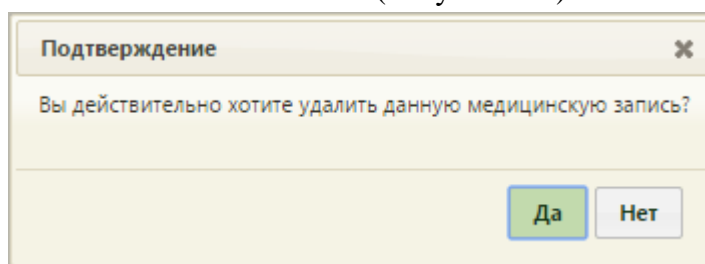 Подтверждение
Вы действительно хотите удалить данную медицинскую запись?
Да Нет